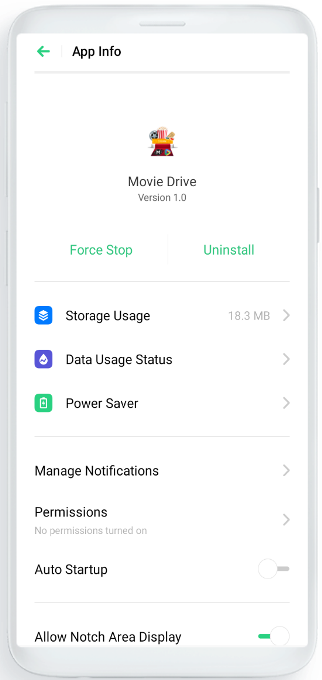 App Info
Movie Drive
Version 1.0
Force Stop
Uninstall
Storage Usage 18.3 MB
Data Usage Status
Power Saver
Manage Notifications
Permissions
No permissions turned on
Auto Startup
Allow Notch Area Display